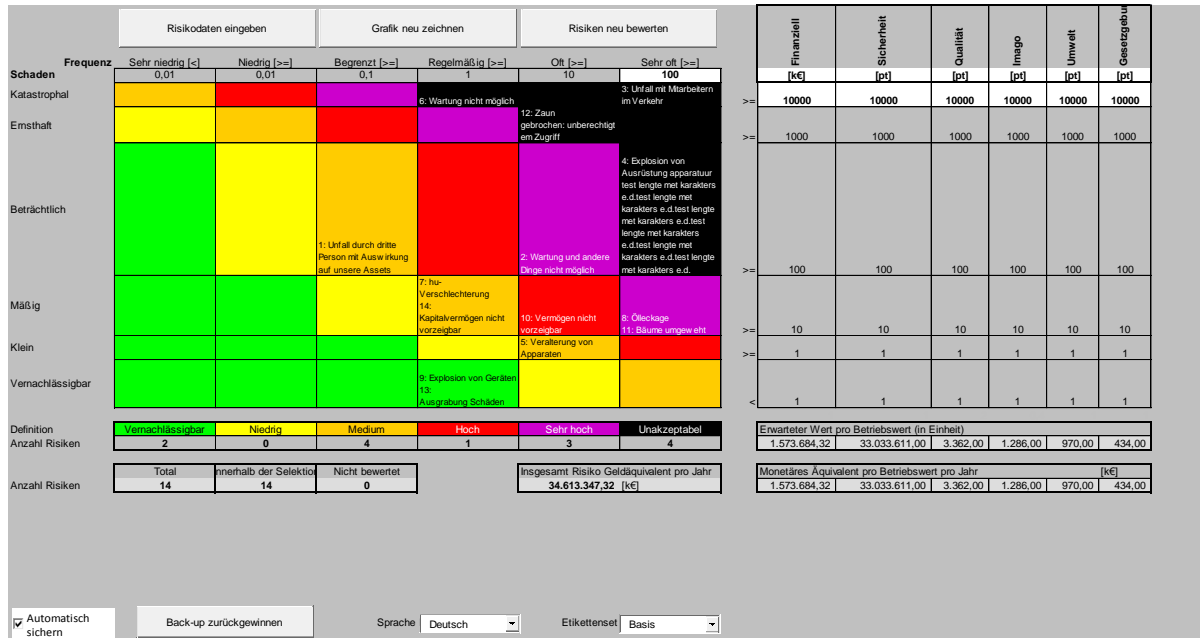 Risikodaten eingeben
Grafik neu zeichnen
Risiken neu bewerten
Finanziell
Sicherheit
Qualität
Imago
Umwelt
Gesetzgebu
Frequenz Sehr niedrig [<] Niedrig [>=] Begrenzt [>=] Regelmäßig [>=] Oft [>=] Sehr oft [>=]
Schaden 0,01 0,01 0,1 1 10 100 [k€] [pt] [pt] [pt] [pt] [pt]
Katastrophal
6: Wartung nicht möglich
3: Unfall mit Mitarbeitern
im Verkehr
>= 10000 10000 10000 10000 10000 10000
Ernsthaft
12: Zaun
gebrochen: unberechtigt
em Zugriff
>= 1000 1000 1000 1000 1000 1000
Beträchtlich
1: Unfall durch dritte
Person mit Auswirkung
auf unsere Assets
2: Wartung und andere
Dinge nicht möglich
4: Explosion von
Ausrüstung apparatuur
test lengte met karakters
e.d.test lengte met
karakters e.d.test lengte
met karakters e.d.test
lengte met karakters
e.d.test lengte met
karakters e.d.test lengte
met karakters e.d.
>= 100 100 100 100 100 100
Mäßig
7: hu-
Verschlechterung
14:
Kapitalvermögen nicht
vorzeigbar
10: Vermögen nicht
vorzeigbar
8: Ölleckage
11: Bäume umgeweht
>= 10 10 10 10 10 10
Klein
5: Veralterung von
Apparaten
>= 1 1 1 1 1 1
Vernachlässigbar
9: Explosion von Geräten
13:
Ausgrabung Schäden
< 1 1 1 1 1 1
Definition Vernachlässigbar Niedrig Medium Hoch Sehr hoch Unakzeptabel
Anzahl Risiken 2 0 4 1 3 4
Erwarteter Wert pro Betriebswert (in Einheit)
1.573.684,32 33.033.611,00 3.362,00 1.286,00 970,00 434,00
Total nnerhalb der Selektion Nicht bewertet
Anzahl Risiken 14 14 0
Insgesamt Risiko Geldäquivalent pro Jahr
34.613.347,32 [k€]
Monetäres Äquivalent pro Betriebswert pro Jahr [k€]
1.573.684,32 33.033.611,00 3.362,00 1.286,00 970,00 434,00
Automatisch
sichern
Back-up zurückgewinnen
Sprache Deutsch
Etikettenset Basis